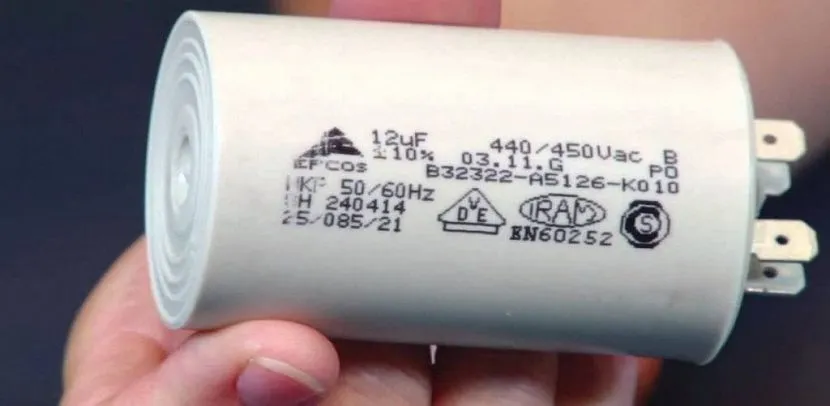 12uF 440/450Vac B
±10% 03.11.G PO
EPCOS B32322-A5126-K010
MKP 50/60Hz
SH 240414
25/085/21
VDE IRAM S
EN60252